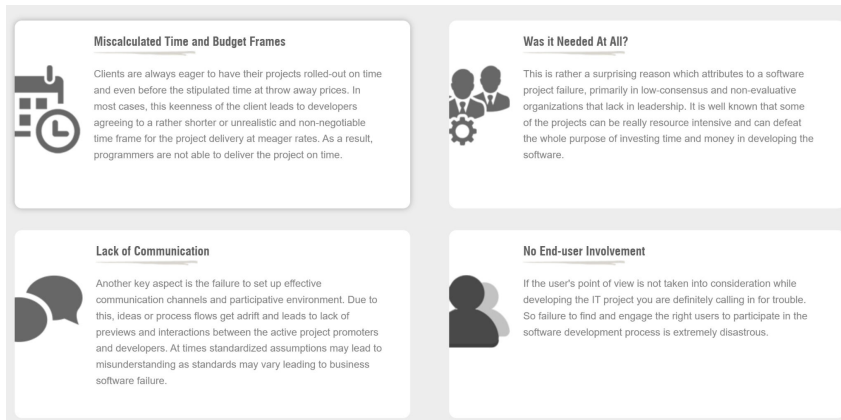 Miscalculated Time and Budget Frames
Clients are always eager to have their projects rolled-out on time
and even before the stipulated time at throw away prices. In
most cases, this keenness of the client leads to developers
agreeing to a rather shorter or unrealistic and non-negotiable
time frame for the project delivery at meager rates. As a result,
programmers are not able to deliver the project on time.
Was it Needed At All?
This is rather a surprising reason which attributes to a software
project failure, primarily in low-consensus and non-evaluative
organizations that lack in leadership. It is well known that some
of the projects can be really resource intensive and can defeat
the whole purpose of investing time and money in developing the
software.
Lack of Communication
Another key aspect is the failure to set up effective
communication channels and participative environment. Due to
this, ideas or process flows get adrift and leads to lack of
previews and interactions between the active project promoters
and developers. At times standardized assumptions may lead to
misunderstanding as standards may vary leading to business
software failure.
No End-user Involvement
If the user's point of view is not taken into consideration while
developing the IT project you are definitely calling in for trouble.
So failure to find and engage the right users to participate in the
software development process is extremely disastrous.